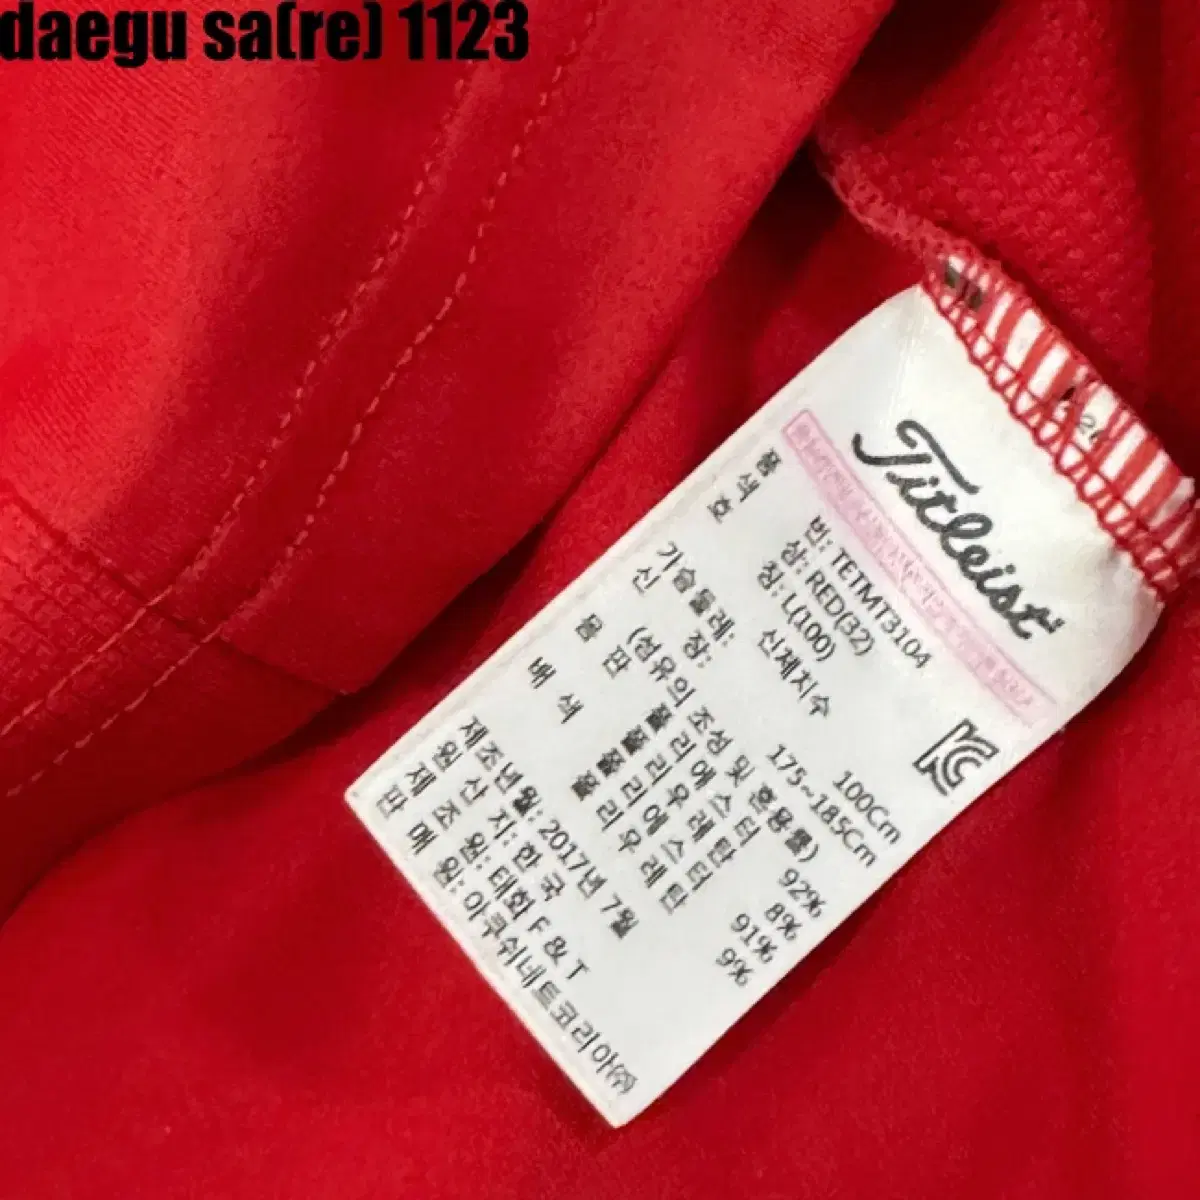 daegu sa(re) 1123
Titleist
품 번: TETMT3104
색 상: RED(32)
호 칭: L(100)
신체치수
가슴둘레: 100Cm
신 장: 175~185Cm
(섬유의 조성 및 혼용률)
몸 판 폴리에스터 92%
폴리우레탄 8%
배 색 폴리에스터 91%
폴리우레탄 9%
제조년월: 2017년 7월
원 산 지: 한국
제 조 원: 태화 F & T
판 매 원: 아쿠쉬네트코리아㈜